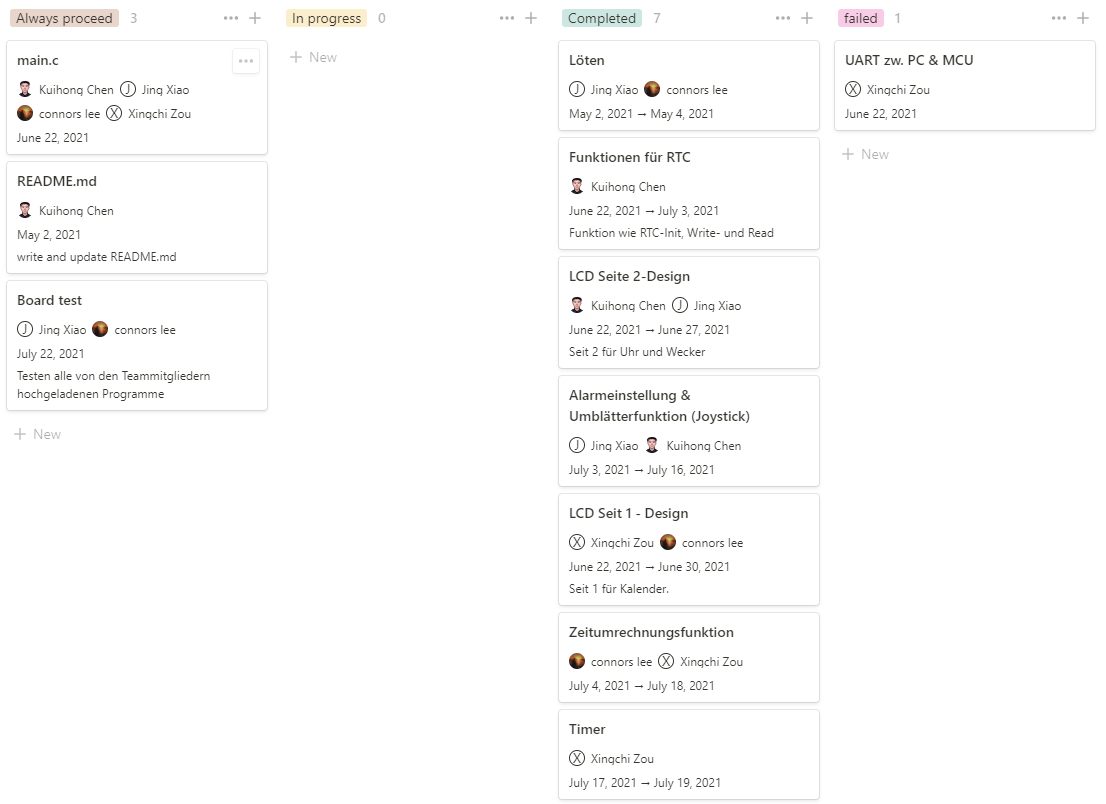 Always proceed 3
main.c
Kuihong Chen J Jing Xiao
connors lee X Xingchi Zou
June 22, 2021
README.md
Kuihong Chen
May 2, 2021
write and update README.md
Board test
J Jing Xiao connors lee
July 22, 2021
Testen alle von den Teammitgliedern
hochgeladenen Programme
+ New
In progress 0
+ New
Completed 7
Löten
J Jing Xiao connors lee
May 2, 2021 → May 4, 2021
Funktionen für RTC
Kuihong Chen
June 22, 2021 → July 3, 2021
Funktion wie RTC-Init, Write- und Read
LCD Seite 2-Design
Kuihong Chen J Jing Xiao
June 22, 2021 → June 27, 2021
Seit 2 für Uhr und Wecker
Alarmeinstellung &
Umblätterfunktion (Joystick)
J Jing Xiao Kuihong Chen
July 3, 2021 → July 16, 2021
LCD Seit 1 - Design
X Xingchi Zou connors lee
June 22, 2021 → June 30, 2021
Seit 1 für Kalender.
Zeitumrechnungsfunktion
connors lee X Xingchi Zou
July 4, 2021 → July 18, 2021
Timer
X Xingchi Zou
July 17, 2021 → July 19, 2021
failed 1
UART zw. PC & MCU
X Xingchi Zou
June 22, 2021
+ New